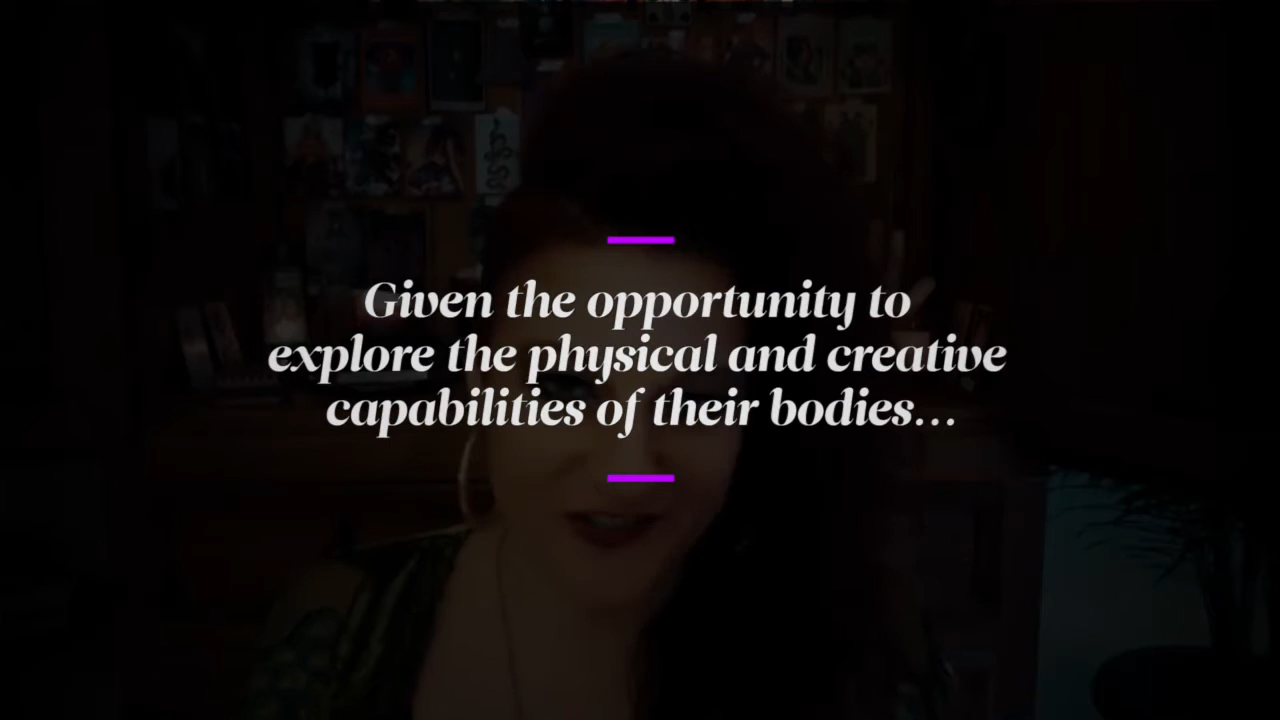 Given the opportunity to
explore the physical and creative
capabilities of their bodies...